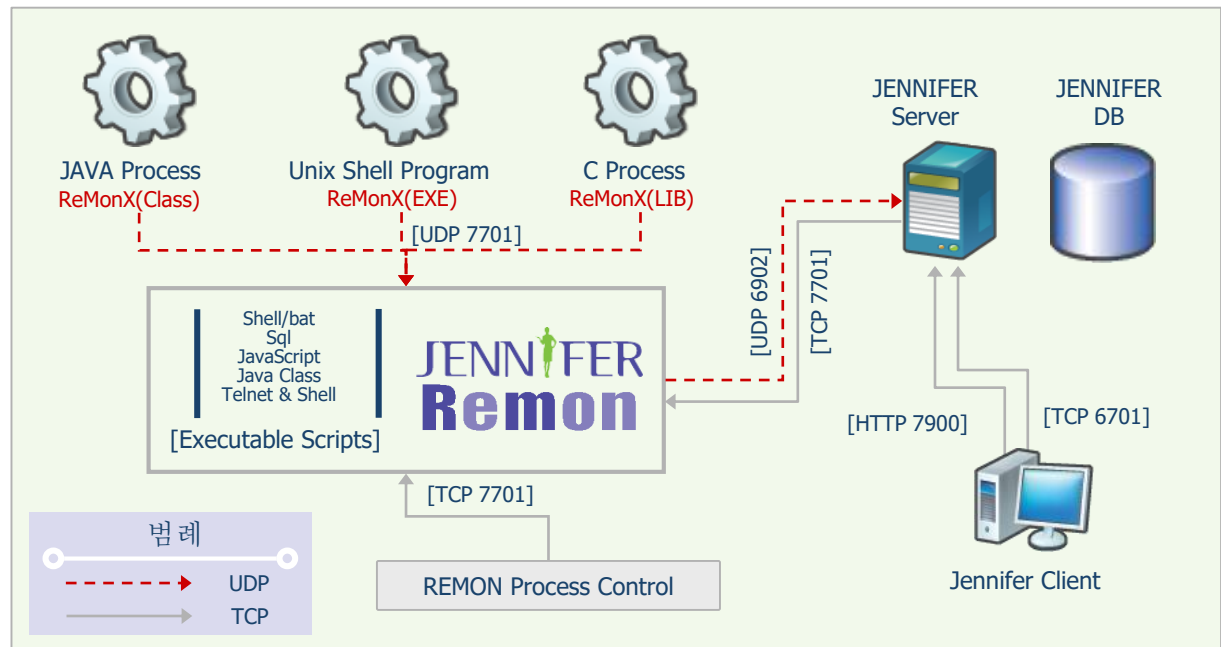 JAVA Process
ReMonX(Class)
Unix Shell Program
ReMonX(EXE)
C Process
ReMonX(LIB)
JENNIFER
Server
JENNIFER
DB
[UDP 7701]
[UDP 6902]
[TCP 7701]
Shell/bat
Sql
JavaScript
Java Class
Telnet & Shell
[Executable Scripts]
JENNIFER
Remon
[HTTP 7900]
[TCP 6701]
[TCP 7701]
REMON Process Control
Jennifer Client
범 례
UDP
TCP